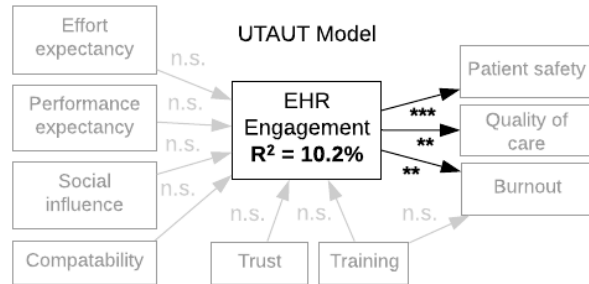 Effort
expectancy
n.s.
UTAUT Model
Performance
expectancy
n.s.
EHR
Engagement
R² = 10.2%
Patient safety
***
Quality of
care
**
Social
influence
n.s.
n.s.
**
Burnout
Compatability
n.s.
n.s.
n.s.
Trust
Training